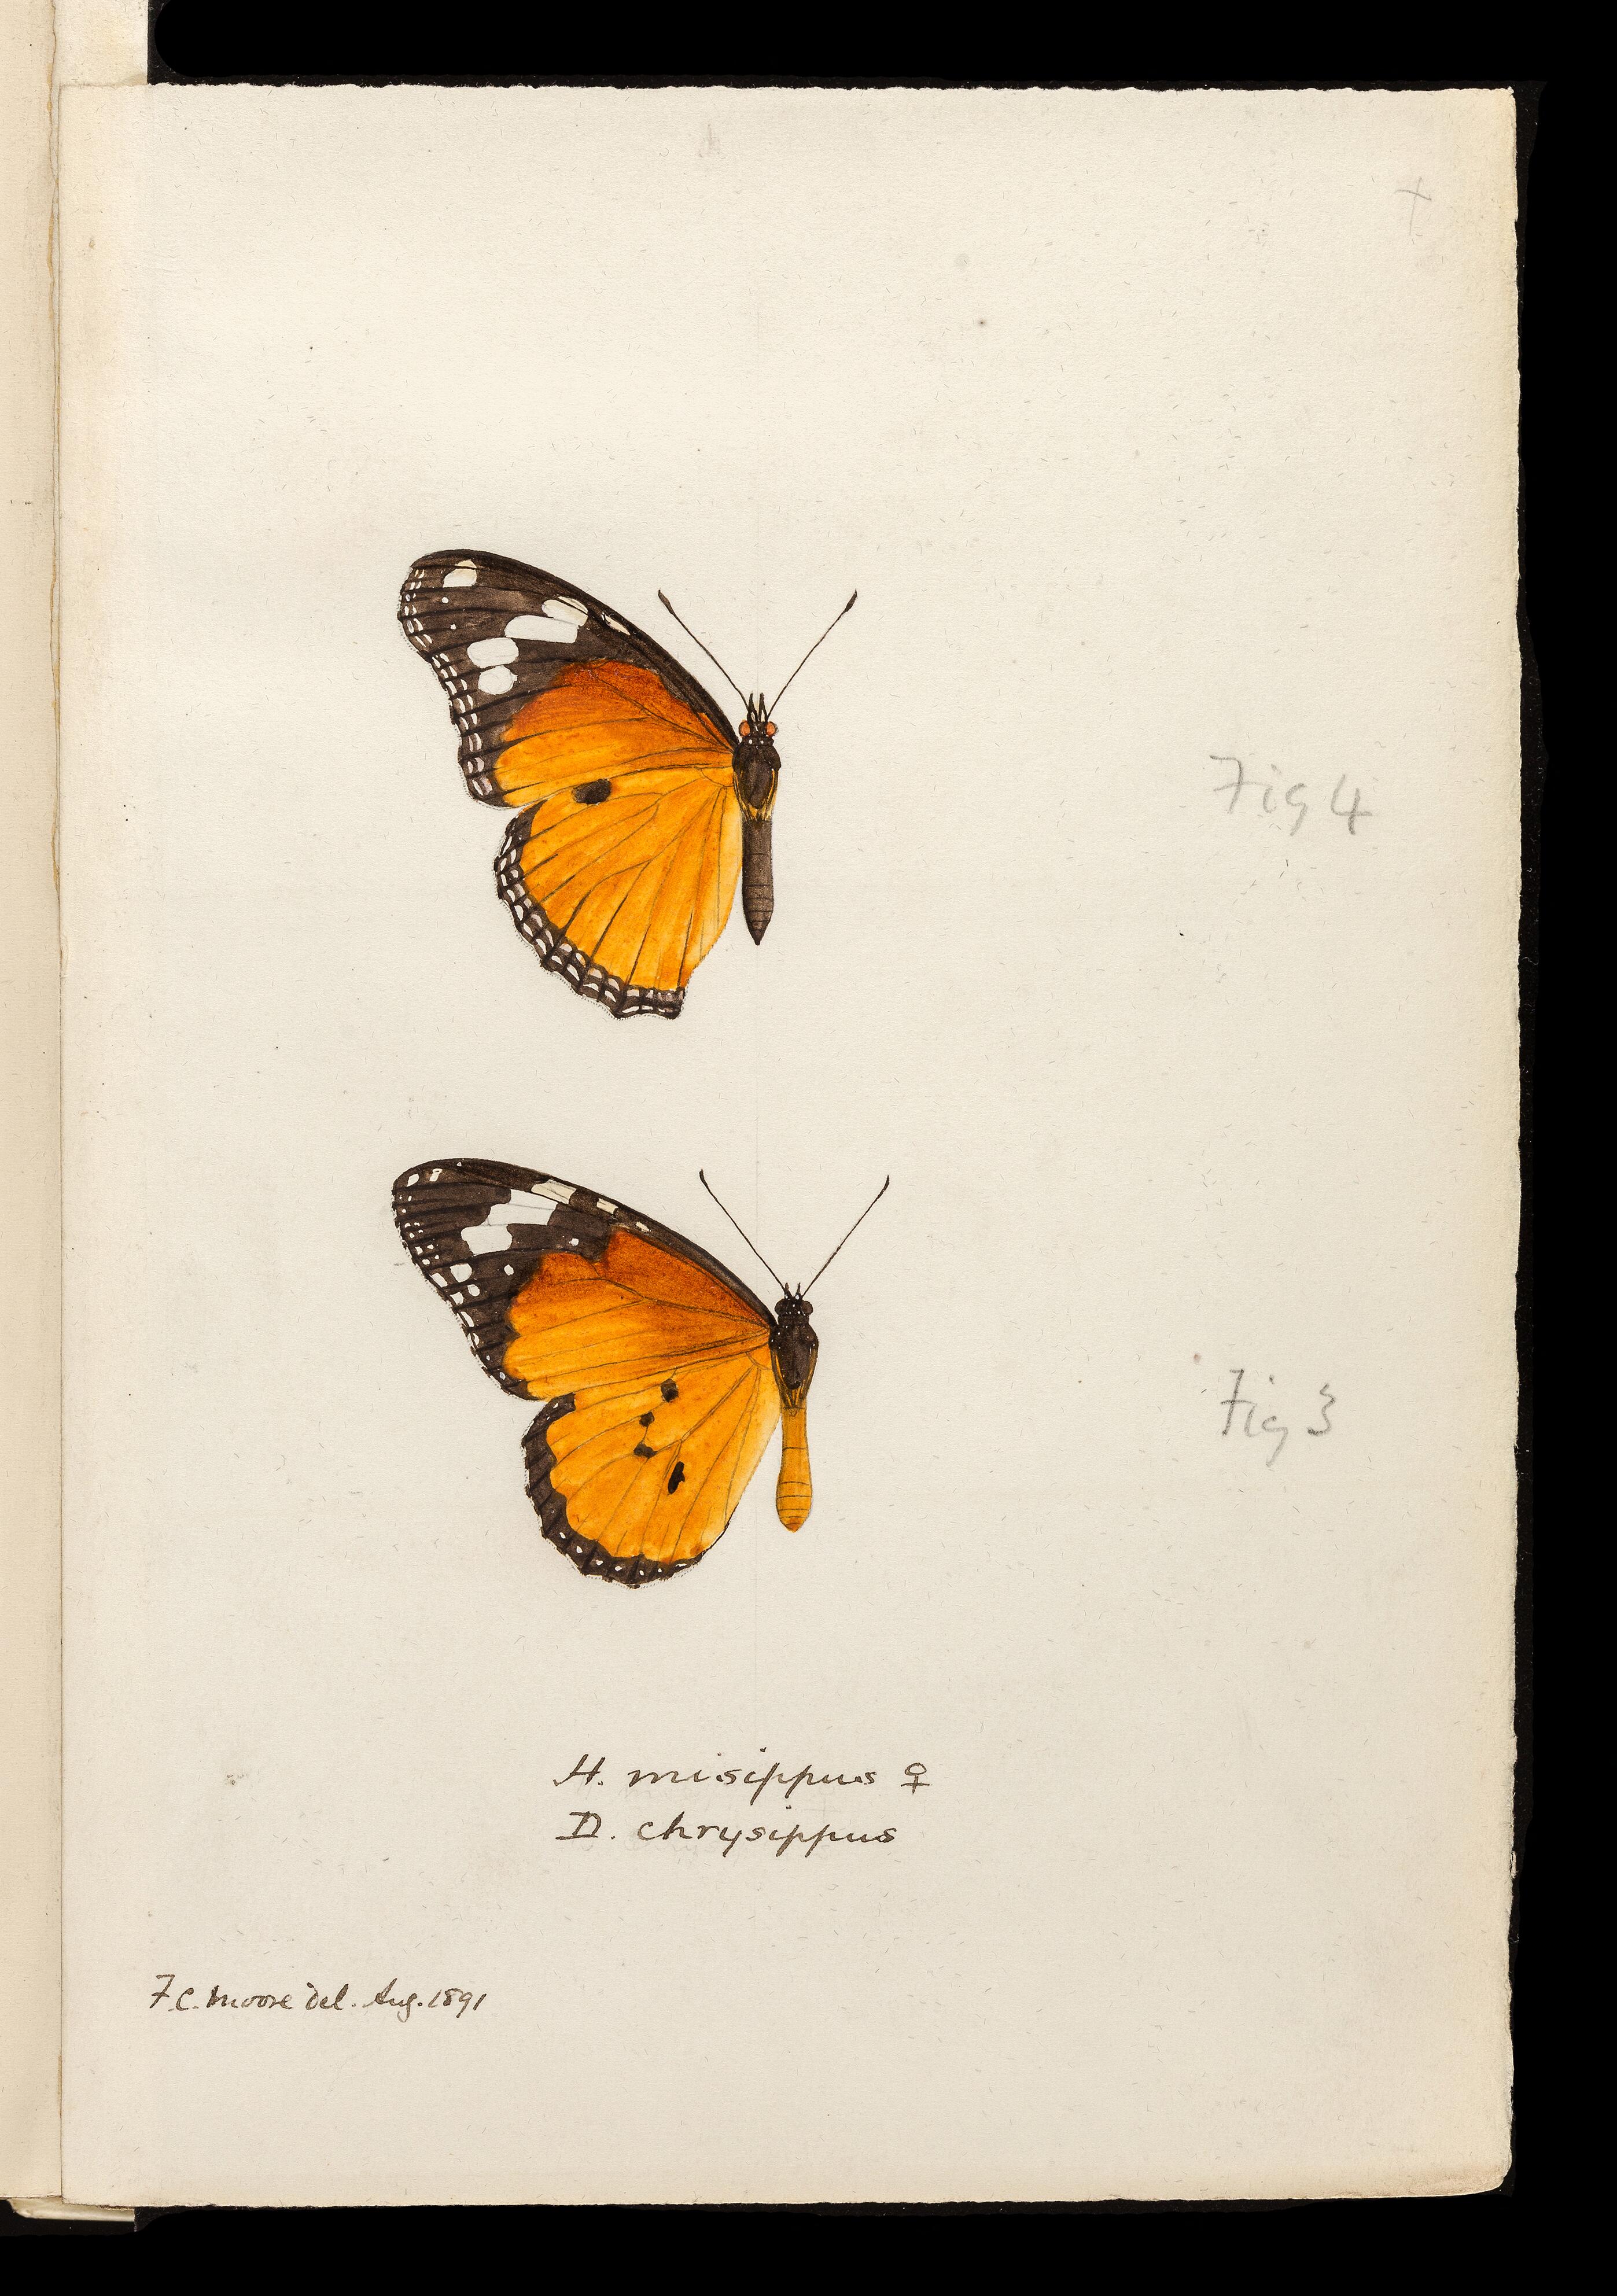 Fig 4
Fig 3
H. misippus ♀
D. chrysippus
F.C. Moore del. Aug. 1891